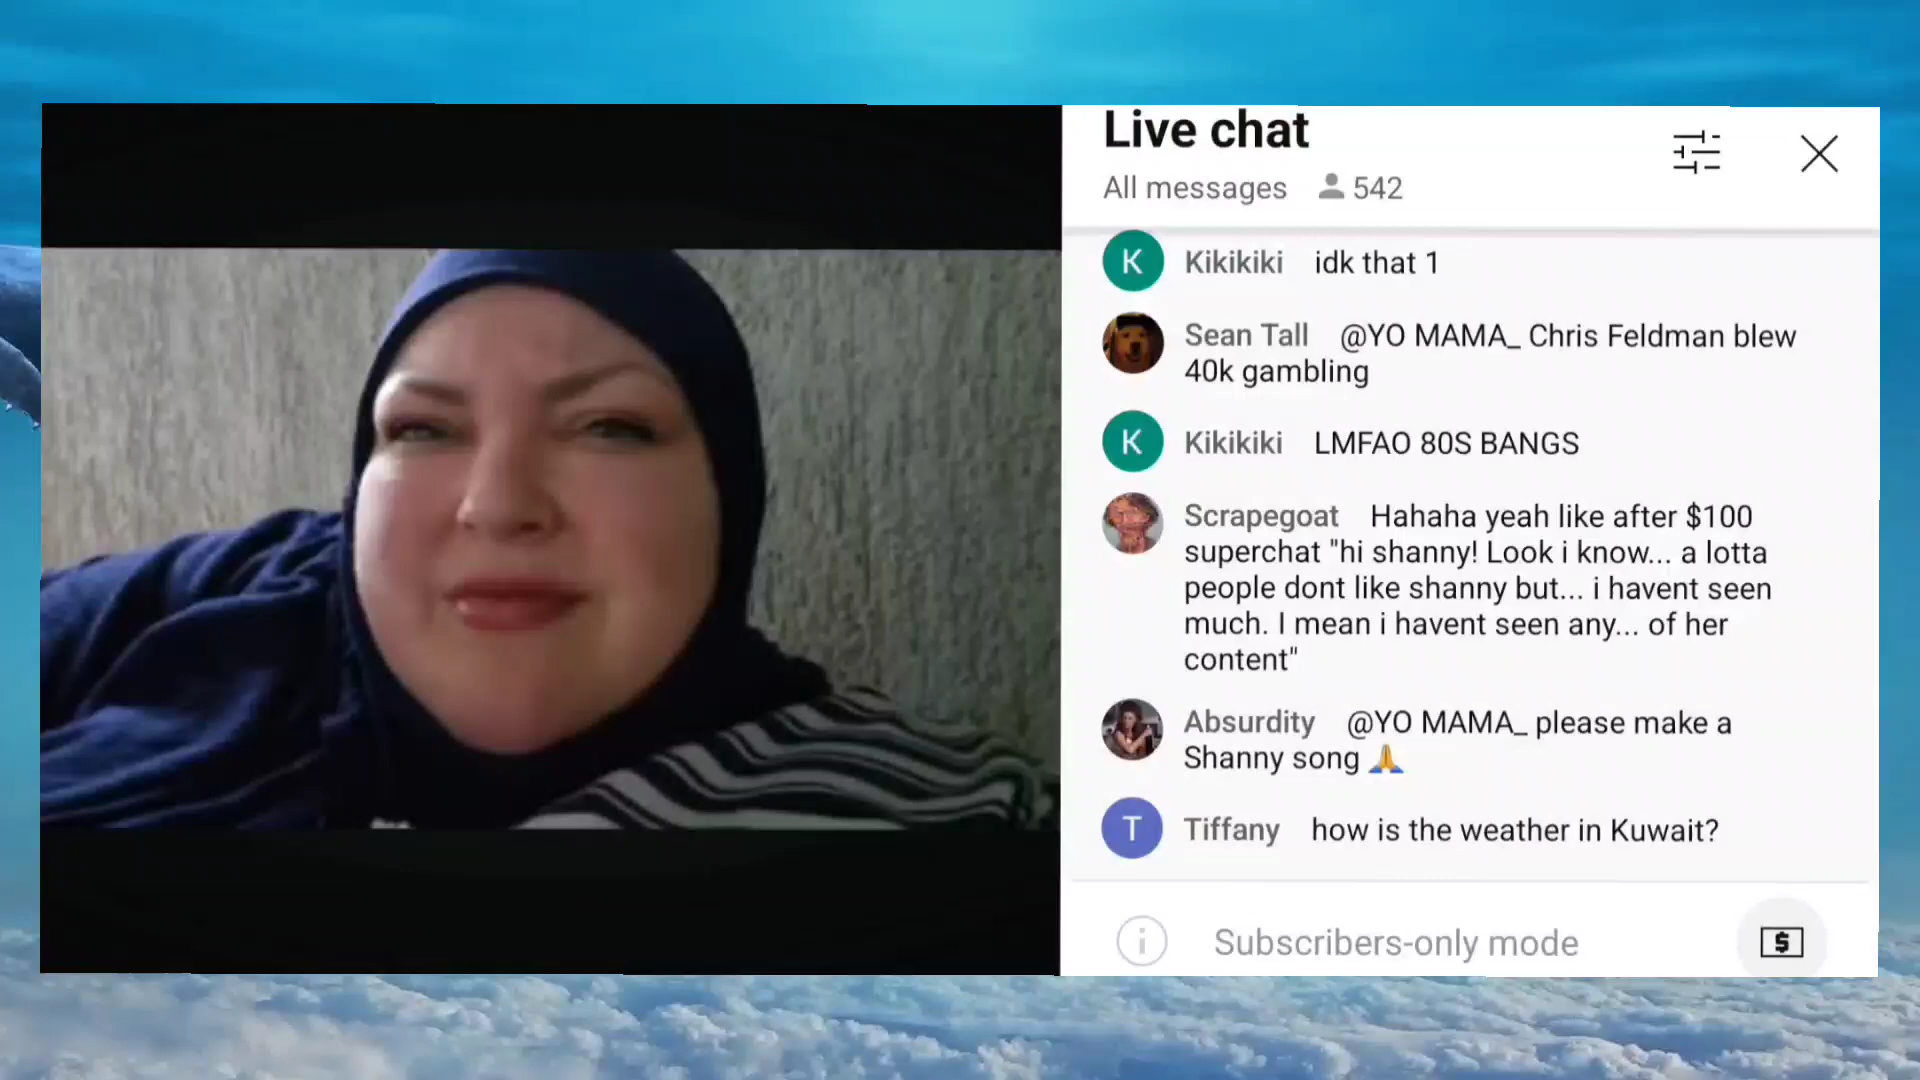 Live chat
All messages 542
K Kikikiki idk that 1
Sean Tall @YO MAMA_ Chris Feldman blew
40k gambling
K Kikikiki LMFAO 80S BANGS
Scrapegoat Hahaha yeah like after $100
superchat "hi shanny! Look i know... a lotta
people dont like shanny but... i havent seen
much. I mean i havent seen any... of her
content"
Absurdity @YO MAMA_ please make a
Shanny song 🙏
T Tiffany how is the weather in Kuwait?
Subscribers-only mode
$